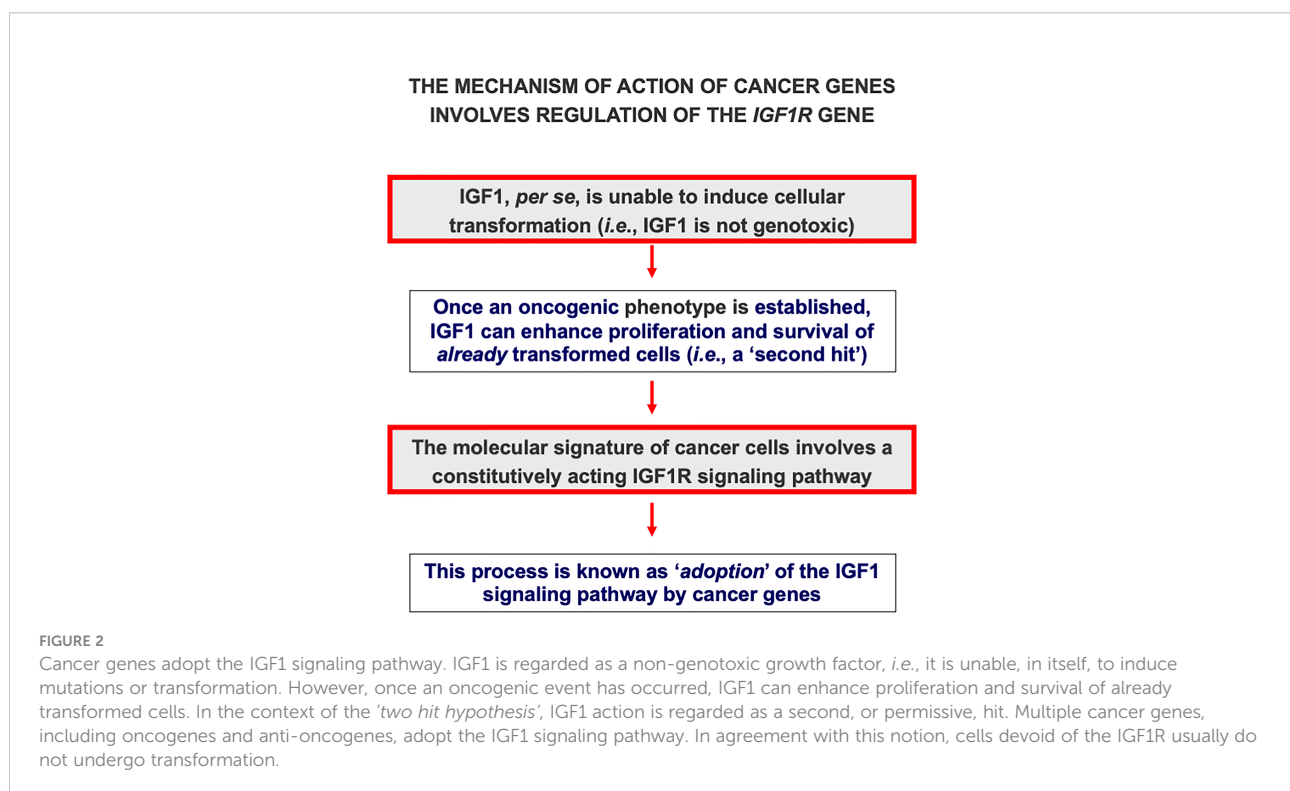 THE MECHANISM OF ACTION OF CANCER GENES
INVOLVES REGULATION OF THE IGF1R GENE
IGF1, per se, is unable to induce cellular
transformation (i.e., IGF1 is not genotoxic)
Once an oncogenic phenotype is established,
IGF1 can enhance proliferation and survival of
already transformed cells (i.e., a ‘second hit’)
The molecular signature of cancer cells involves a
constitutively acting IGF1R signaling pathway
This process is known as ‘adoption’ of the IGF1
signaling pathway by cancer genes
FIGURE 2
Cancer genes adopt the IGF1 signaling pathway. IGF1 is regarded as a non-genotoxic growth factor, i.e., it is unable, in itself, to induce
mutations or transformation. However, once an oncogenic event has occurred, IGF1 can enhance proliferation and survival of already
transformed cells. In the context of the ‘two hit hypothesis’, IGF1 action is regarded as a second, or permissive, hit. Multiple cancer genes,
including oncogenes and anti-oncogenes, adopt the IGF1 signaling pathway. In agreement with this notion, cells devoid of the IGF1R usually do
not undergo transformation.